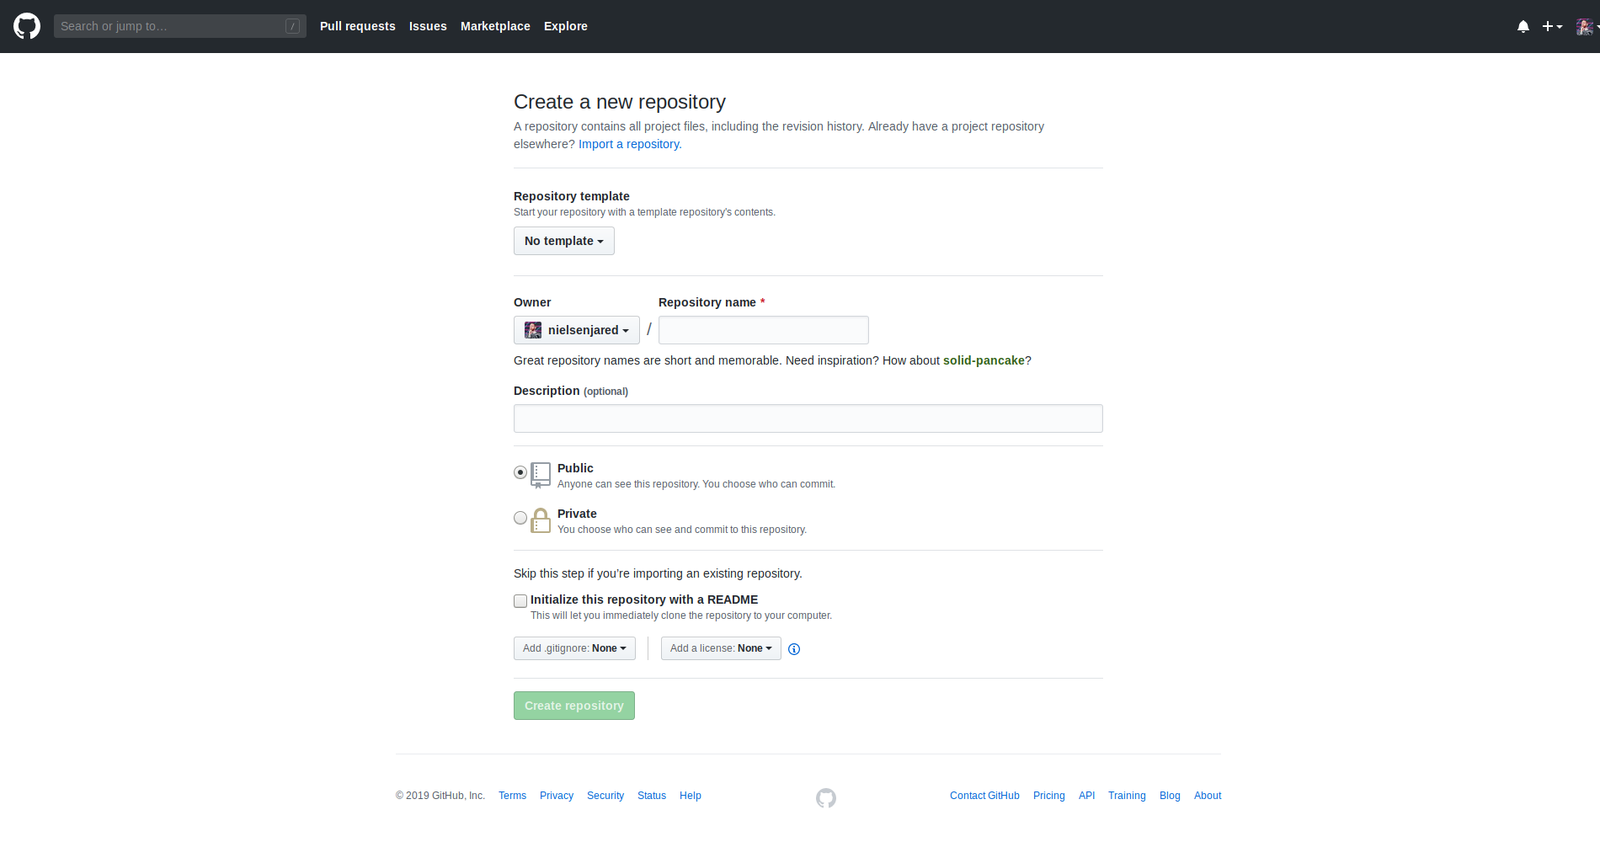 Search or jump to…
/
Pull requests
Issues
Marketplace
Explore
Create a new repository
A repository contains all project files, including the revision history. Already have a project repository
elsewhere? Import a repository.
Repository template
Start your repository with a template repository's contents.
No template
Owner
Repository name *
nielsenjared
/
Great repository names are short and memorable. Need inspiration? How about solid-pancake?
Description (optional)
Public
Anyone can see this repository. You choose who can commit.
Private
You choose who can see and commit to this repository.
Skip this step if you’re importing an existing repository.
Initialize this repository with a README
This will let you immediately clone the repository to your computer.
Add .gitignore: None
Add a license: None
Create repository
© 2019 GitHub, Inc.
Terms
Privacy
Security
Status
Help
Contact GitHub
Pricing
API
Training
Blog
About